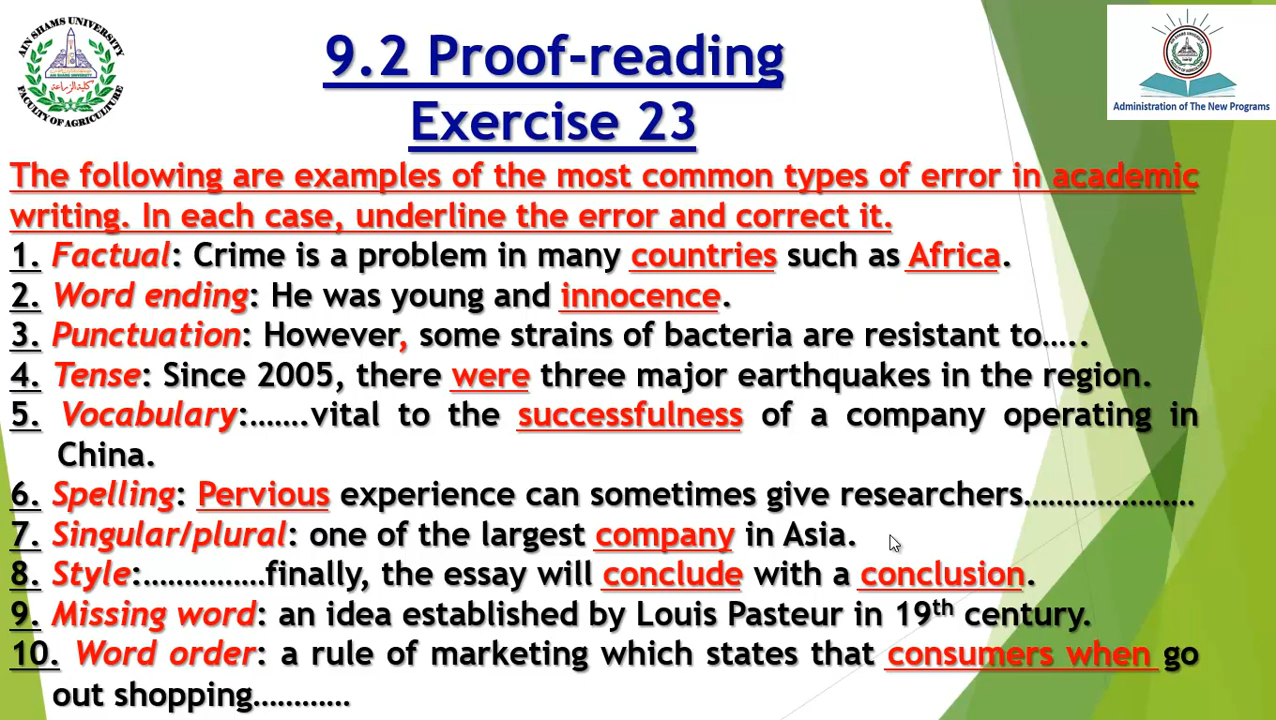 AIN SHAMS UNIVERSITY
FACULTY OF AGRICULTURE
Administration of The New Programs
9.2 Proof-reading
Exercise 23
The following are examples of the most common types of error in academic
writing. In each case, underline the error and correct it.
1. Factual: Crime is a problem in many countries such as Africa.
2. Word ending: He was young and innocence.
3. Punctuation: However, some strains of bacteria are resistant to…..
4. Tense: Since 2005, there were three major earthquakes in the region.
5. Vocabulary:…….vital to the successfulness of a company operating in
China.
6. Spelling: Pervious experience can sometimes give researchers…………………
7. Singular/plural: one of the largest company in Asia.
8. Style:……………finally, the essay will conclude with a conclusion.
9. Missing word: an idea established by Louis Pasteur in 19th century.
10. Word order: a rule of marketing which states that consumers when go
out shopping…………